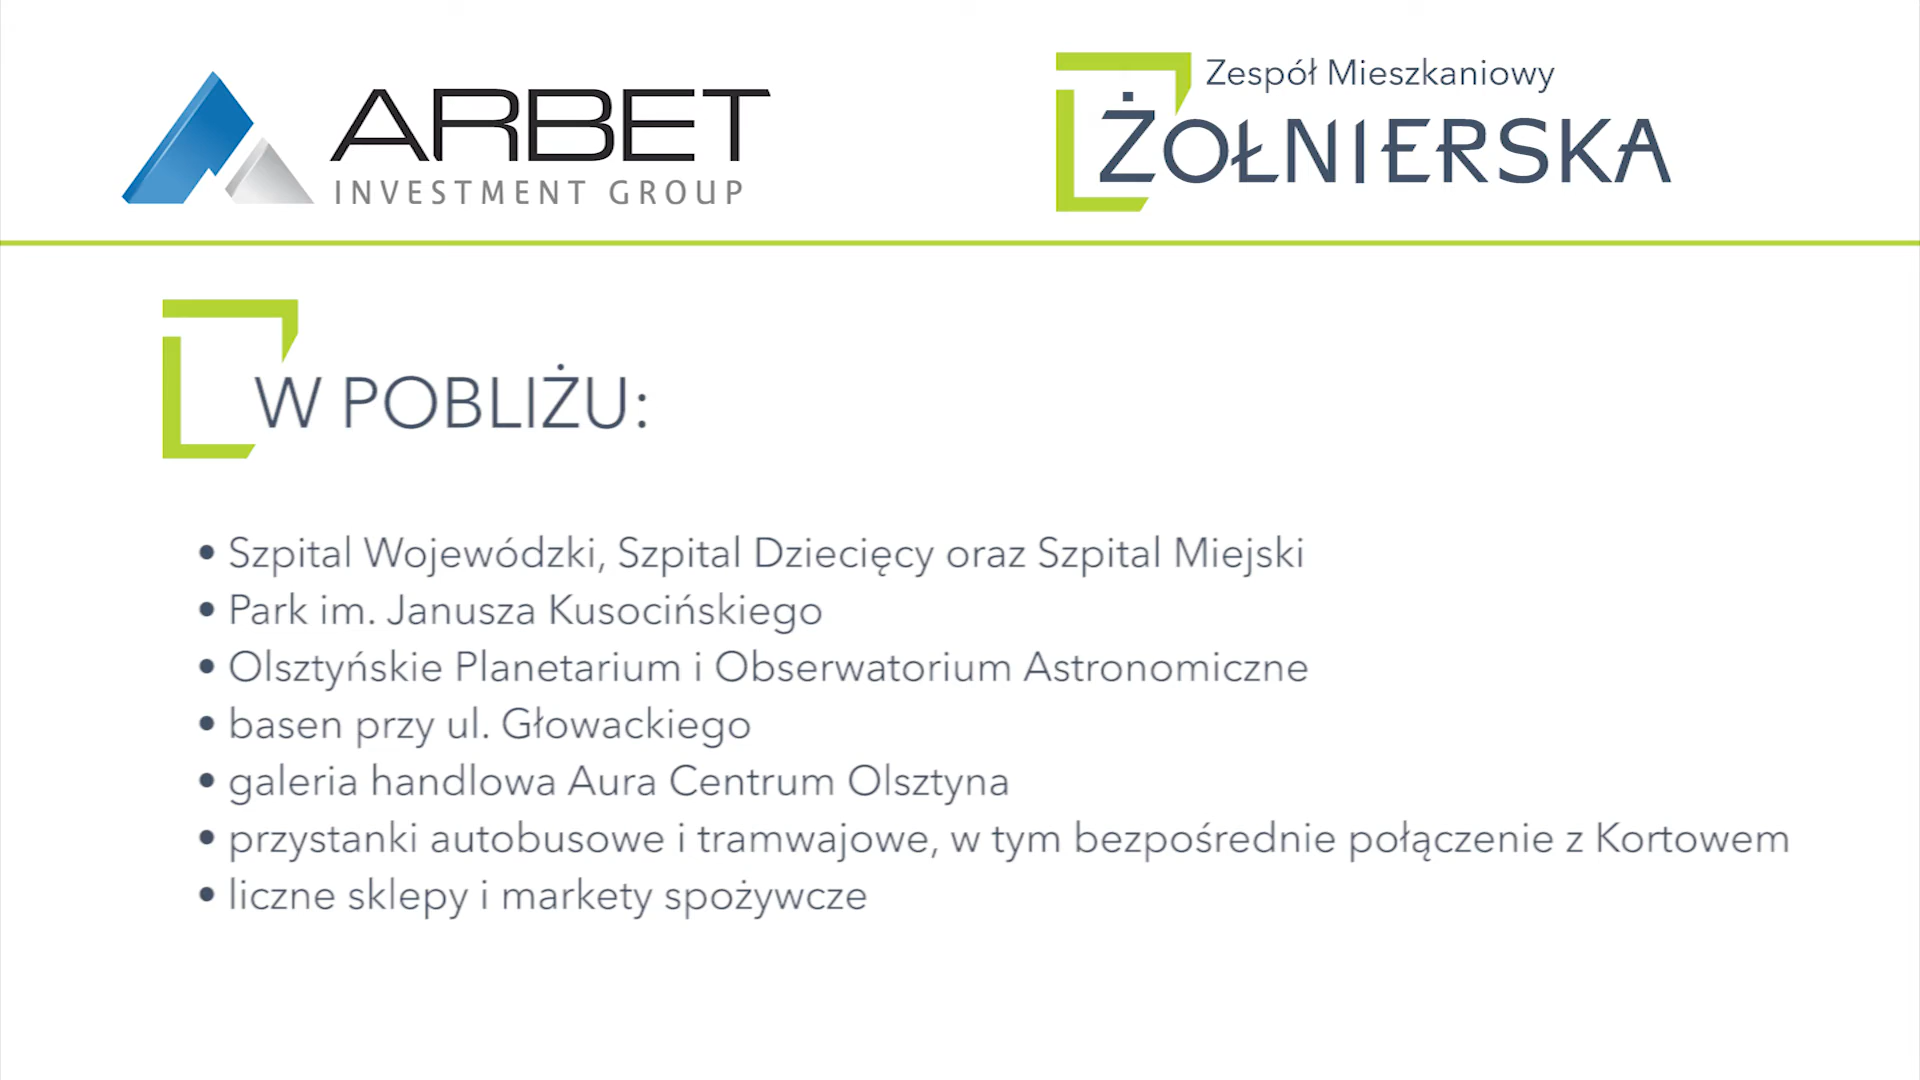 ARBET
INVESTMENT GROUP
Zespół Mieszkaniowy
ŻOŁNIERSKA
W POBLIŻU:
• Szpital Wojewódzki, Szpital Dziecięcy oraz Szpital Miejski
• Park im. Janusza Kusocińskiego
• Olsztyńskie Planetarium i Obserwatorium Astronomiczne
• basen przy ul. Głowackiego
• galeria handlowa Aura Centrum Olsztyna
• przystanki autobusowe i tramwajowe, w tym bezpośrednie połączenie z Kortowem
• liczne sklepy i markety spożywcze